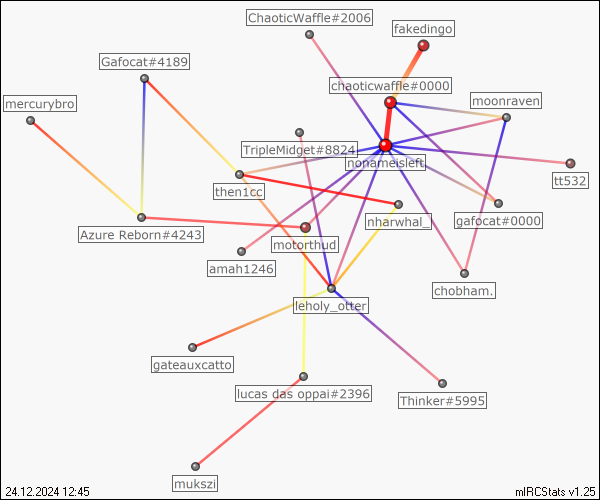 ChaoticWaffle#2006
fakedingo
Gafocat#4189
chaoticwaffle#0000
mercurybro
moonraven
TripleMidget#8824
nonameisleft
tt532
then1cc
nharwhal_
gafocat#0000
Azure Reborn#4243
motorthud
amah1246
chobham.
leholy_otter
gateauxcatto
lucas das oppai#2396
Thinker#5995
mukszi
24.12.2024 12:45
mIRCStats v1.25